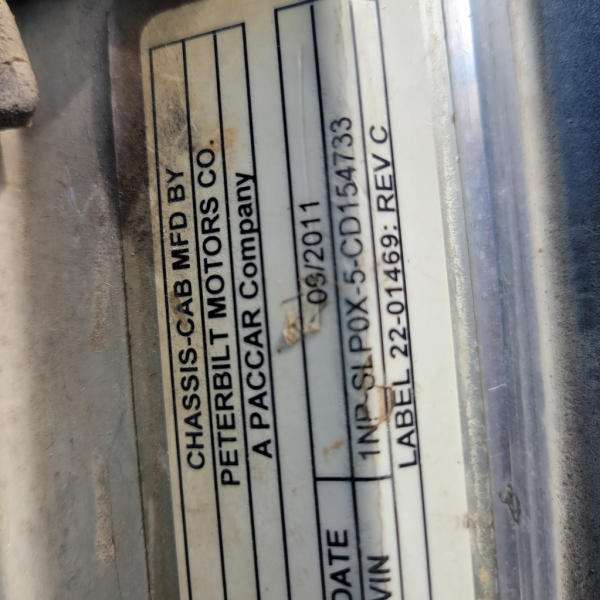 CHASSIS-CAB MFD BY
PETERBILT MOTORS CO.
A PACCAR Company
DATE 09/2011
VIN 1NP-SLP0X-5-CD154733
LABEL 22-01469: REV C